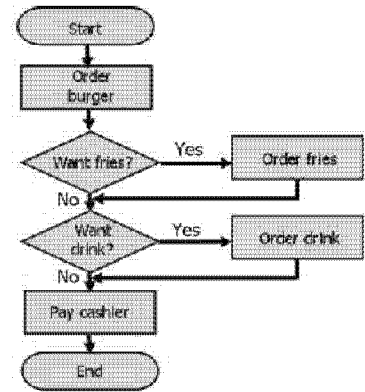 Start
Order
burger
Want fries?
Yes
Order fries
No
Want
drink?
Yes
Order drink
No
Pay cashier
End